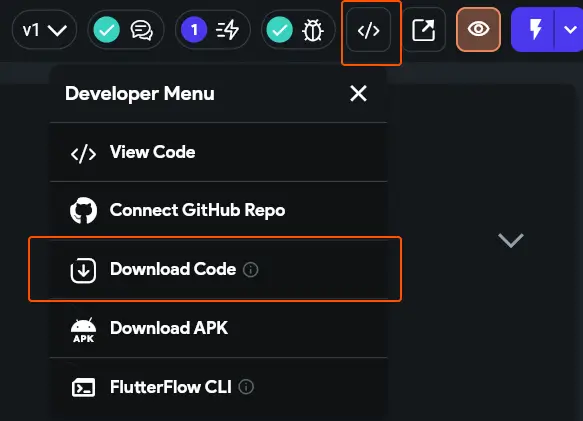 v1
1
Developer Menu
View Code
Connect GitHub Repo
Download Code
APK
Download APK
FlutterFlow CLI